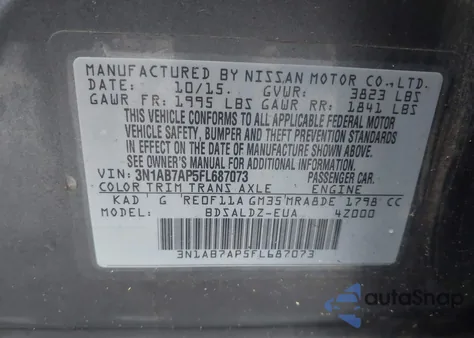 MANUFACTURED BY NISSAN MOTOR CO.,LTD.
DATE: 10/15. GVWR: 3823 LBS
GAWR FR: 1995 LBS GAWR RR: 1841 LBS
THIS VEHICLE CONFORMS TO ALL APPLICABLE FEDERAL MOTOR
VEHICLE SAFETY, BUMPER AND THEFT PREVENTION STANDARDS
IN EFFECT ON THE DATE OF MANUFACTURE SHOWN ABOVE.
SEE OWNER'S MANUAL FOR ADDITIONAL INFORMATION.
VIN: 3N1AB7AP5FL687073 PASSENGER CAR.
COLOR TRIM TRANS AXLE ENGINE
KAD G RE0F11A GM35 MRA8DE 1798 CC
MODEL: BDSALDZ-EUA 4Z000
3N1AB7AP5FL687073
autoSnap